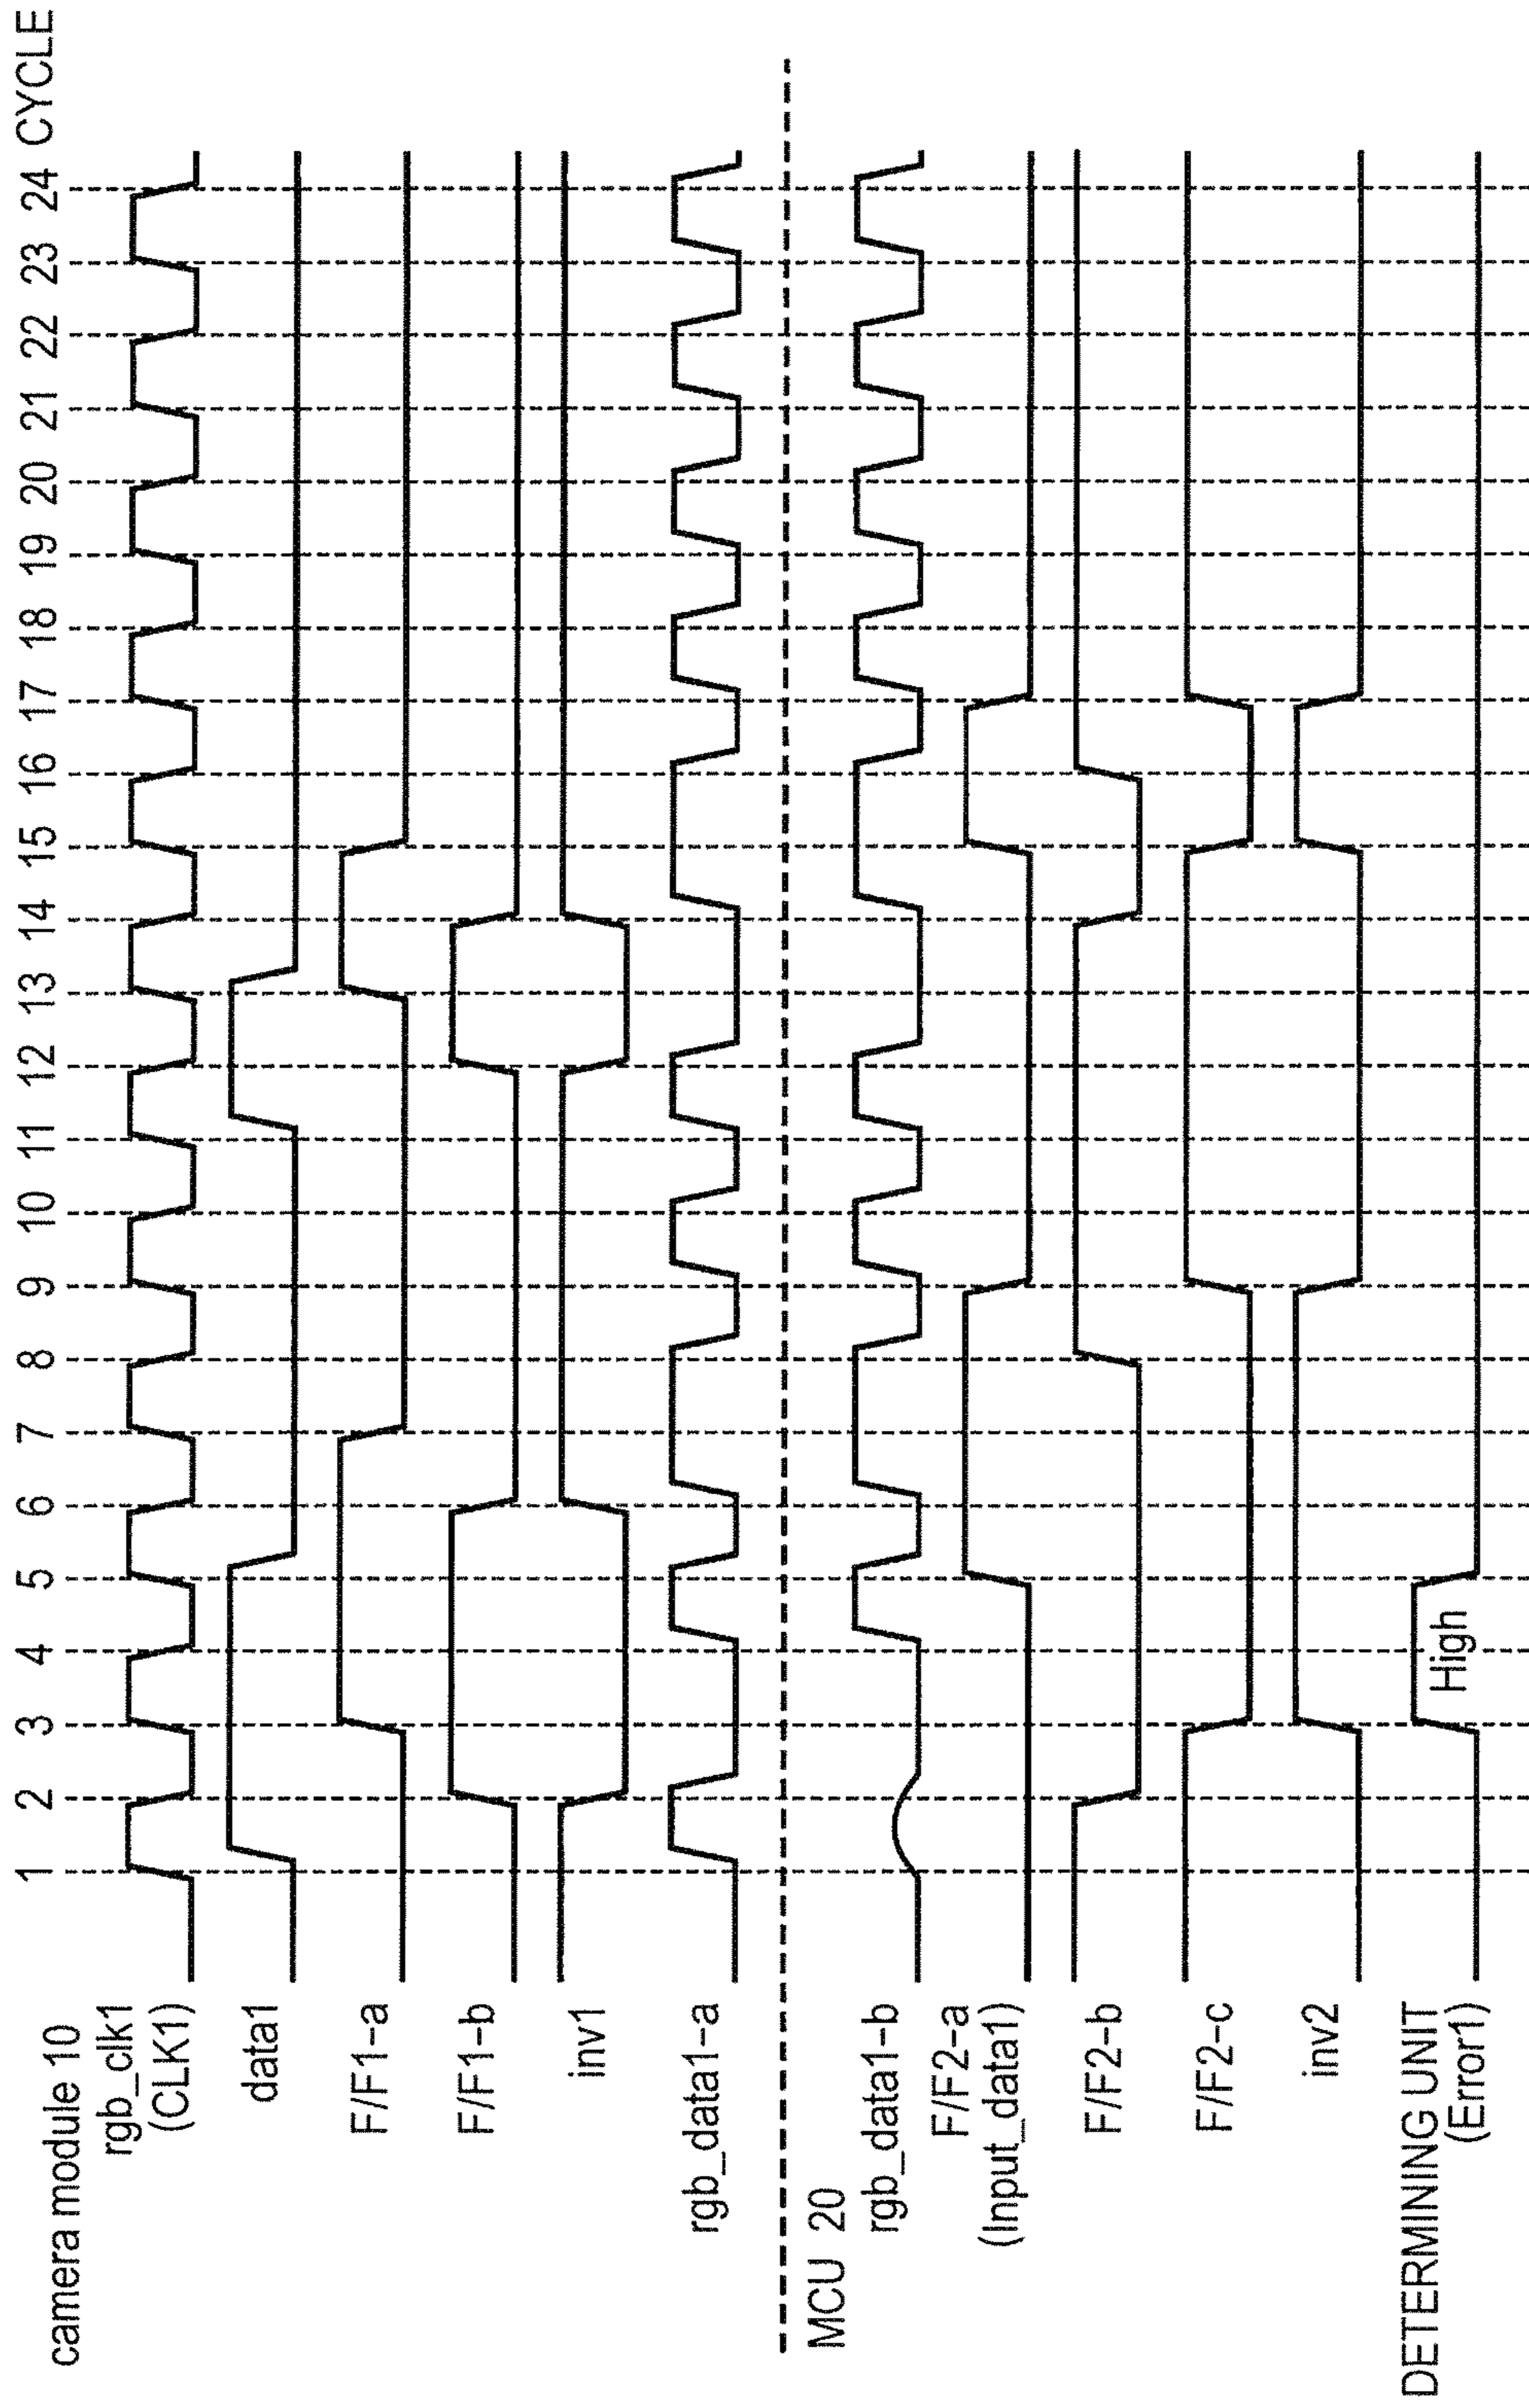 1 2 3 4 5 6 7 8 9 10 11 12 13 14 15 16 17 18 19 20 21 22 23 24 CYCLE
camera module 10
rgb_clk1
(CLK1)
data1
F/F1-a
F/F1-b
inv1
rgb_data1-a
MCU 20
rgb_data1-b
F/F2-a
(Input_data1)
F/F2-b
F/F2-c
inv2
DETERMINING UNIT
(Error1)
High